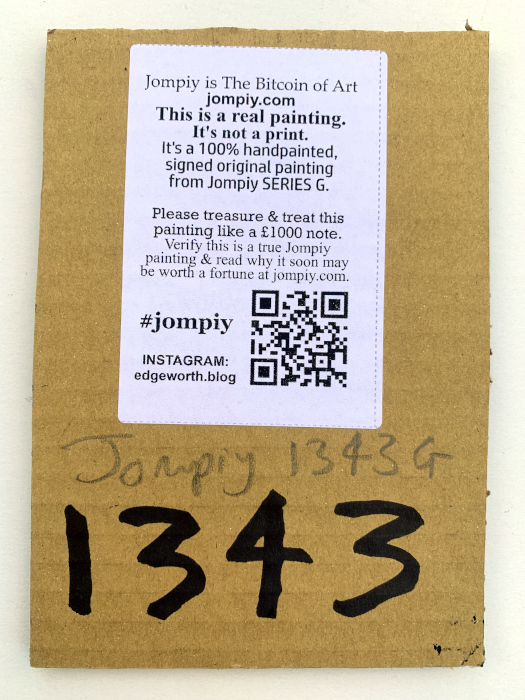 Jompiy is The Bitcoin of Art
jompiy.com
This is a real painting.
It's not a print.
It's a 100% handpainted,
signed original painting
from Jompiy SERIES G.
Please treasure & treat this
painting like a £1000 note.
Verify this is a true Jompiy
painting & read why it soon may
be worth a fortune at jompiy.com.
#jompiy
INSTAGRAM:
edgeworth.blog
Jompiy 1343G
1343